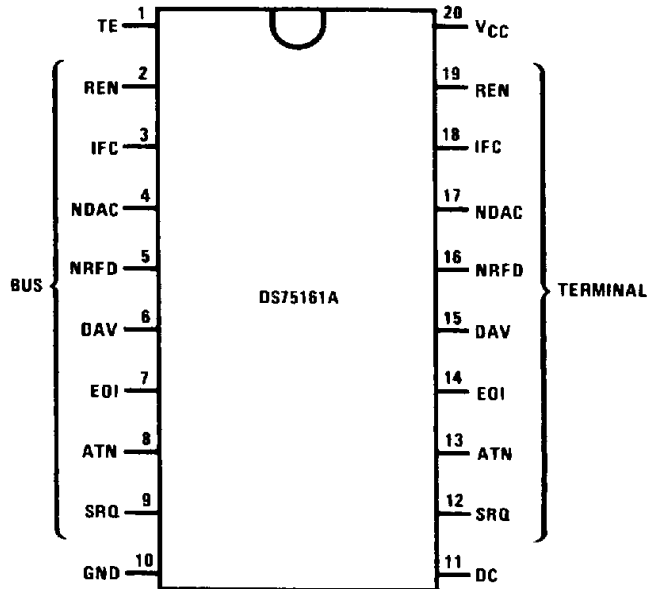 TE 1 20 VCC
REN 2 19 REN
IFC 3 18 IFC
NDAC 4 17 NDAC
NRFD 5 16 NRFD
BUS DS75161A TERMINAL
DAV 6 15 DAV
EOI 7 14 EOI
ATN 8 13 ATN
SRQ 9 12 SRQ
GND 10 11 DC